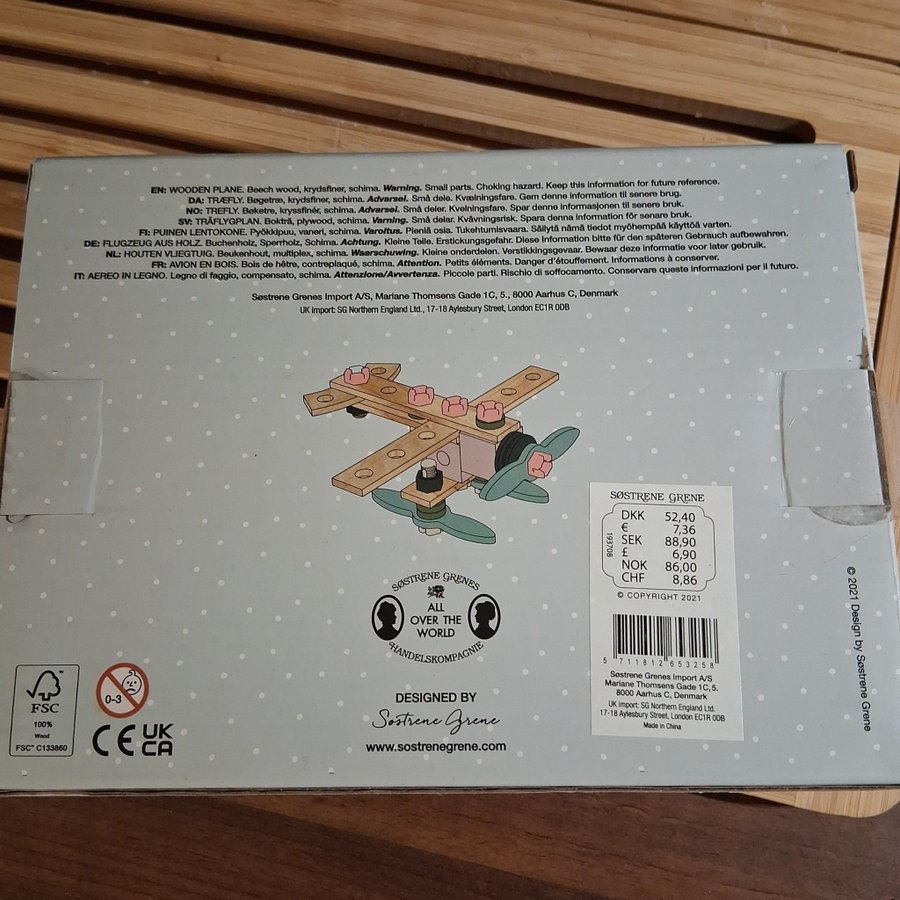 EN: WOODEN PLANE. Beech wood, krydsfiner, schima. Warning. Small parts. Choking hazard. Keep this information for future reference.
DA: TRÆFLY. Bøgetræ, krydsfiner, schima. Advarsel. Små dele. Kvælningsfare. Gem denne information til senere brug.
NO: TREFLY. Bøketre, kryssfinér, schima. Advarsel. Små deler. Kvelningsfare. Spar denne informasjonen til senere bruk.
SV: TRÄFLYGPLAN. Bokträ, plywood, schima. Varning. Små delar. Kvävningsrisk. Spara denna information för senare bruk.
FI: PUINEN LENTOKONE. Pyökkipuu, vaneri, schima. Varoitus. Pieniä osia. Tukehtumisvaara. Säilytä nämä tiedot myöhempää käyttöä varten.
DE: FLUGZEUG AUS HOLZ. Buchenholz, Sperrholz, Schima. Achtung. Kleine Teile. Erstickungsgefahr. Diese Information bitte für den späteren Gebrauch aufbewahren.
NL: HOUTEN VLIEGTUIG. Beukenhout, multiplex, schima. Waarschuwing. Kleine onderdelen. Verstikkingsgevaar. Bewaar deze informatie voor later gebruik.
FR: AVION EN BOIS. Bois de hêtre, contreplaqué, schima. Attention. Petits éléments. Danger d'étouffement. Informations à conserver.
IT: AEREO IN LEGNO. Legno di faggio, compensato, schima. Attenzione/Avvertenza. Piccole parti. Rischio di soffocamento. Conservare queste informazioni per il futuro.
Søstrene Grenes Import A/S, Mariane Thomsens Gade 1C, 5., 8000 Aarhus C, Denmark
UK import: SG Northern England Ltd., 17-18 Aylesbury Street, London EC1R 0DB
SØSTRENE GRENE
DKK 52,40
€ 7,36
SEK 88,90
£ 6,90
NOK 86,00
CHF 8,86
193708
© COPYRIGHT 2021
5 711812 653258
Søstrene Grenes Import A/S
Mariane Thomsens Gade 1C, 5.
8000 Aarhus C, Denmark
UK import: SG Northern England Ltd.
17-18 Aylesbury Street, London EC1R 0DB
Made in China
© 2021 Design by Søstrene Grene
SØSTRENE GRENES
ALL
OVER THE
WORLD
HANDELSKOMPAGNIE
DESIGNED BY
Søstrene Grene
www.sostrenegrene.com
FSC™
100%
Wood
FSC® C133860
0-3
CE
UK
CA